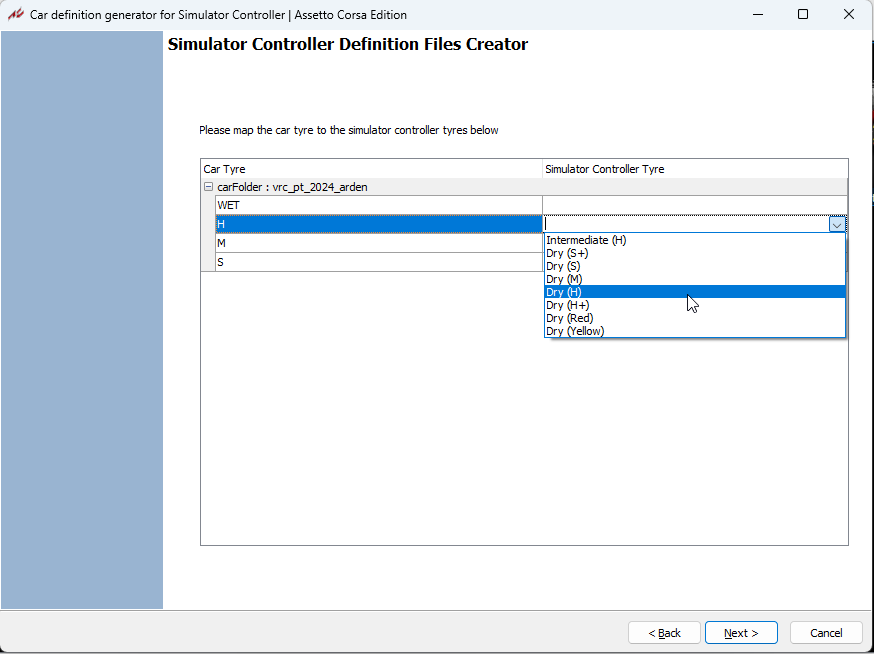 Car definition generator for Simulator Controller | Assetto Corsa Edition
Simulator Controller Definition Files Creator
Please map the car tyre to the simulator controller tyres below
Car Tyre Simulator Controller Tyre
carFolder : vrc_pt_2024_arden
WET
H
M
S
Intermediate (H)
Dry (S+)
Dry (S)
Dry (M)
Dry (H)
Dry (H+)
Dry (Red)
Dry (Yellow)
< Back Next > Cancel